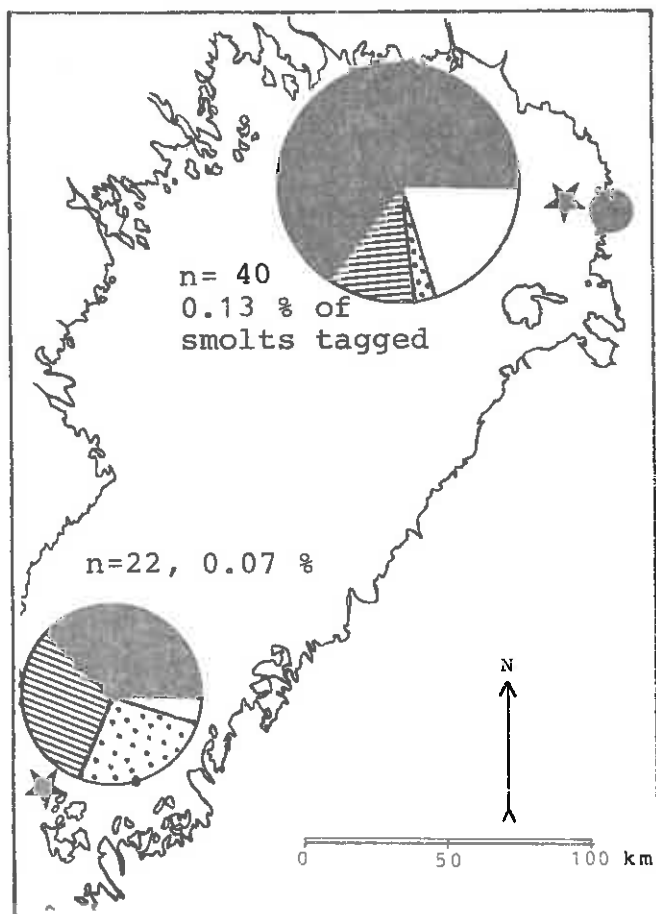 n= 40
0.13 % of
smolts tagged
n=22, 0.07 %
N
0 50 100 km